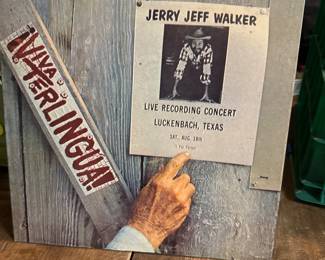 ¡VIVA
TERLINGUA!
JERRY JEFF WALKER
LIVE RECORDING CONCERT
LUCKENBACH, TEXAS
SAT. AUG. 18th